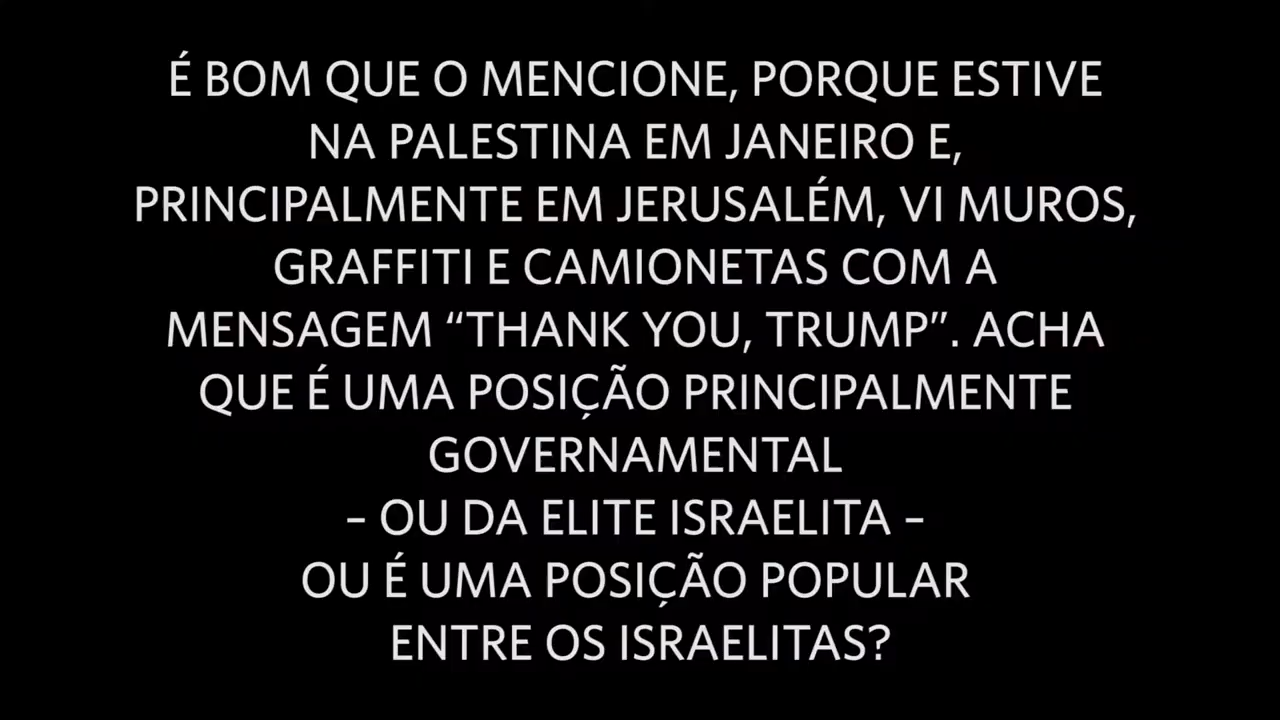 É BOM QUE O MENCIONE, PORQUE ESTIVE
NA PALESTINA EM JANEIRO E,
PRINCIPALMENTE EM JERUSALÉM, VI MUROS,
GRAFFITI E CAMIONETAS COM A
MENSAGEM “THANK YOU, TRUMP”. ACHA
QUE É UMA POSIÇÃO PRINCIPALMENTE
GOVERNAMENTAL
- OU DA ELITE ISRAELITA -
OU É UMA POSIÇÃO POPULAR
ENTRE OS ISRAELITAS?